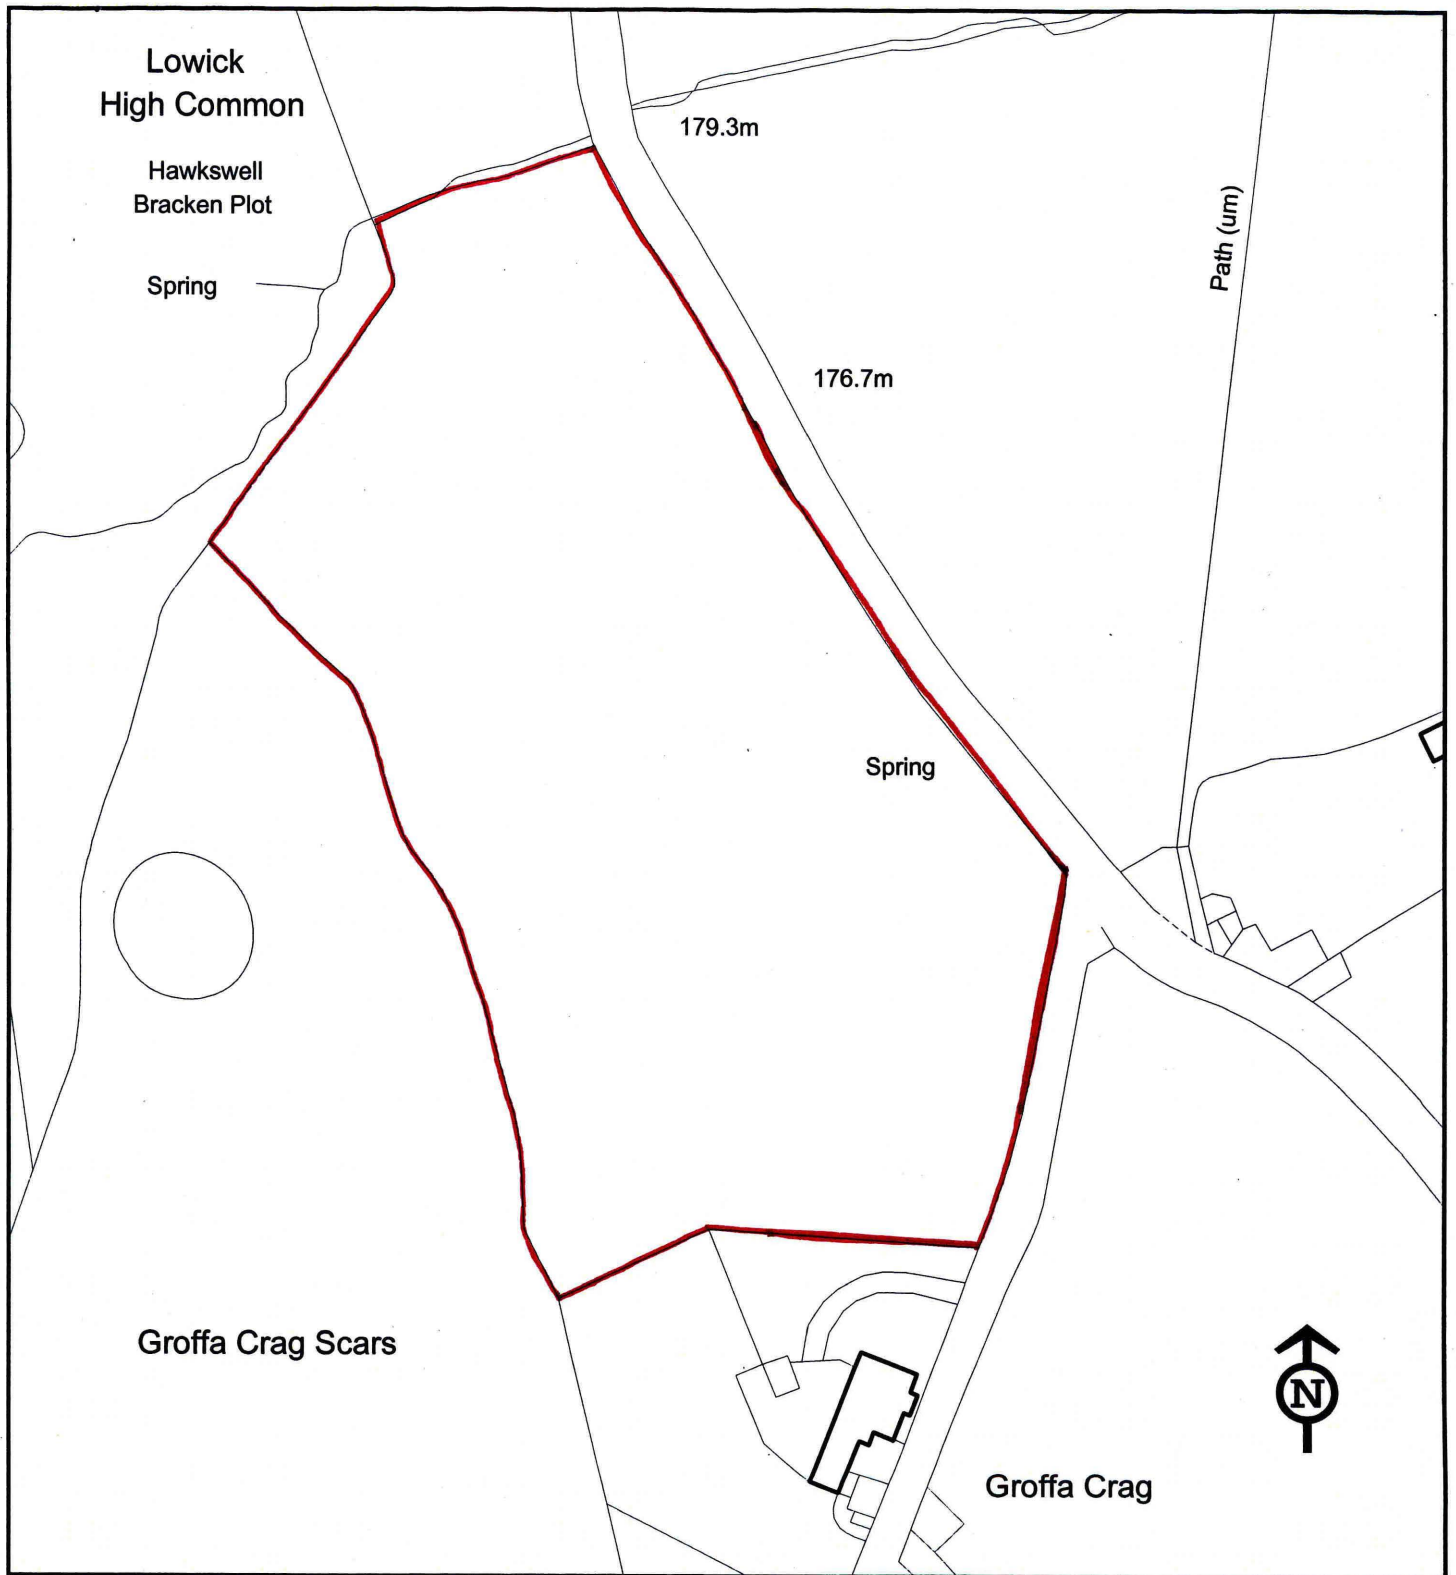 Lowick
High Common
179.3m
Hawkswell
Bracken Plot
Path (um)
Spring
176.7m
Spring
Groffa Crag Scars
N
Groffa Crag